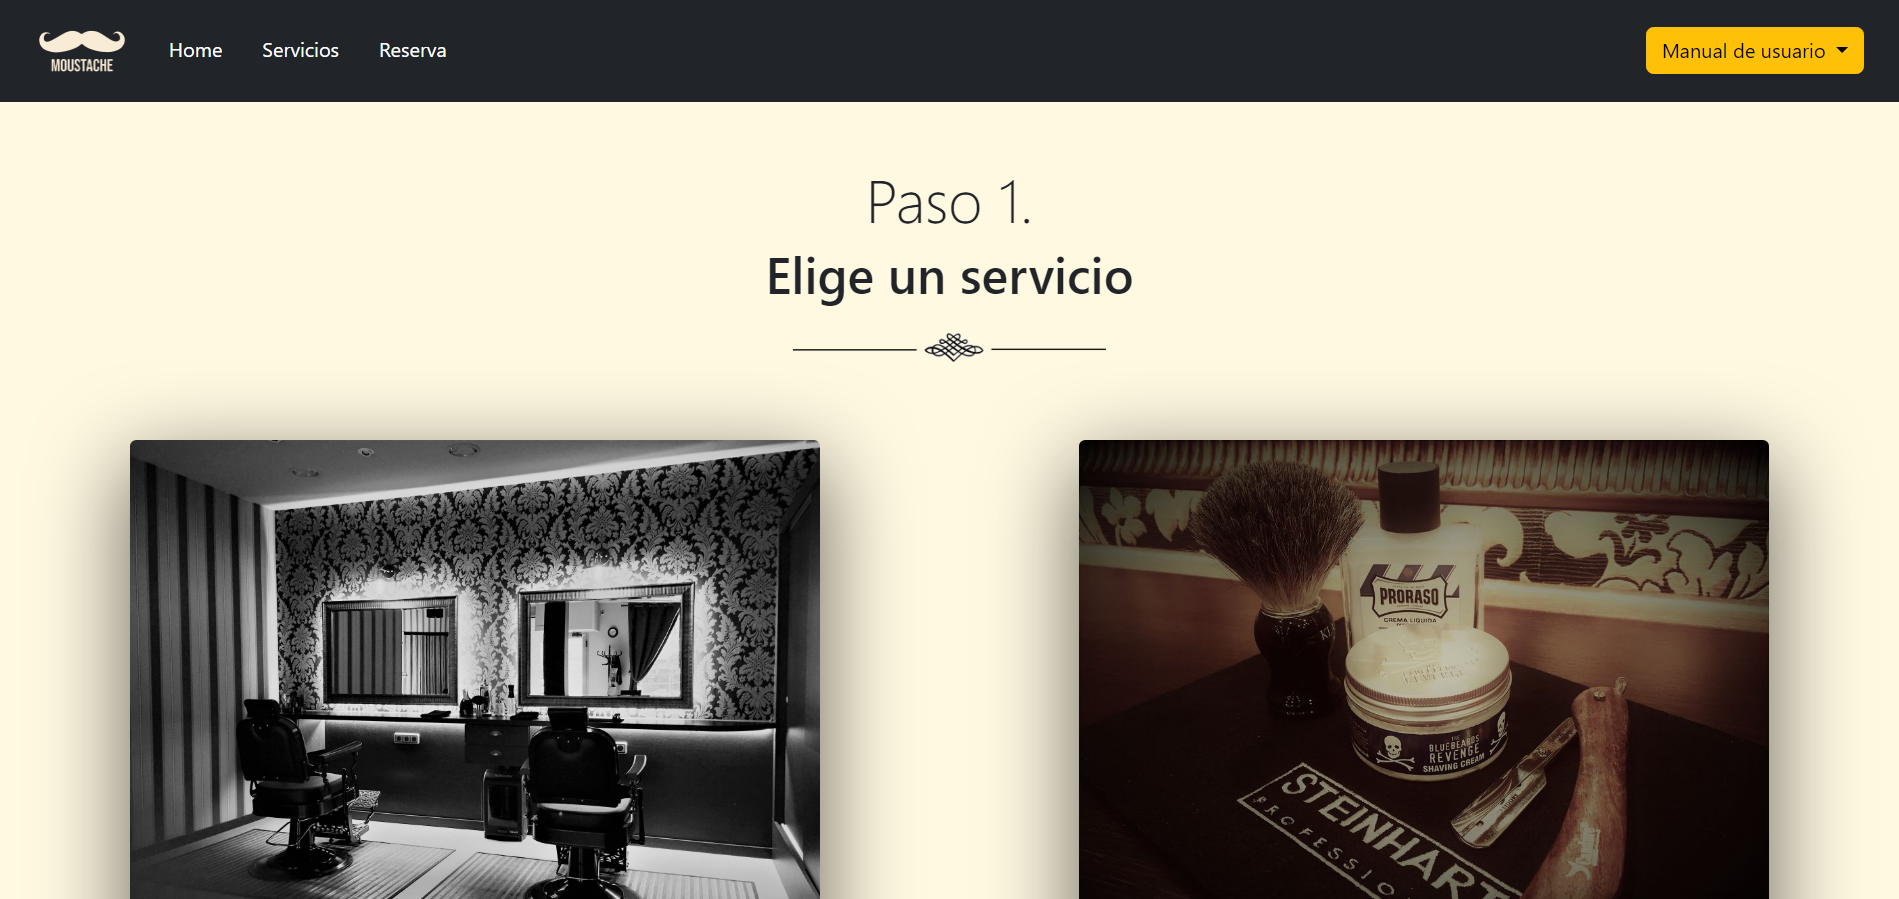 MOUSTACHE
Home
Servicios
Reserva
Manual de usuario
Paso 1.
Elige un servicio
PRORASO
CREMA LIQUIDA
THE
BLUEBEARDS
REVENGE
SHAVING CREAM
STEINHART